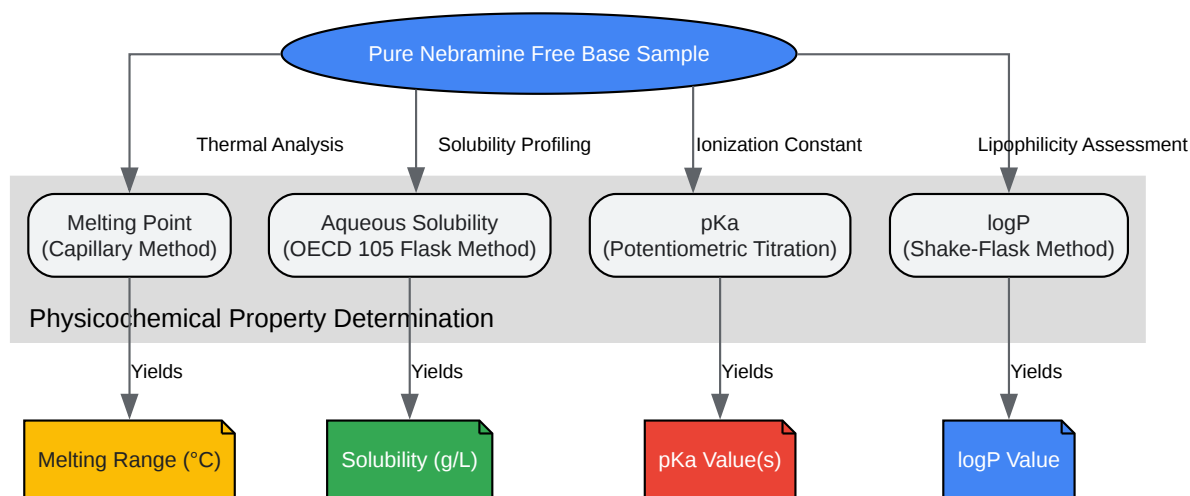 Pure Nebramine Free Base Sample
Thermal Analysis
Solubility Profiling
Ionization Constant
Lipophilicity Assessment
Melting Point
(Capillary Method)
Aqueous Solubility
(OECD 105 Flask Method)
pKa
(Potentiometric Titration)
logP
(Shake-Flask Method)
Physicochemical Property Determination
Yields
Yields
Yields
Yields
Melting Range (°C)
Solubility (g/L)
pKa Value(s)
logP Value